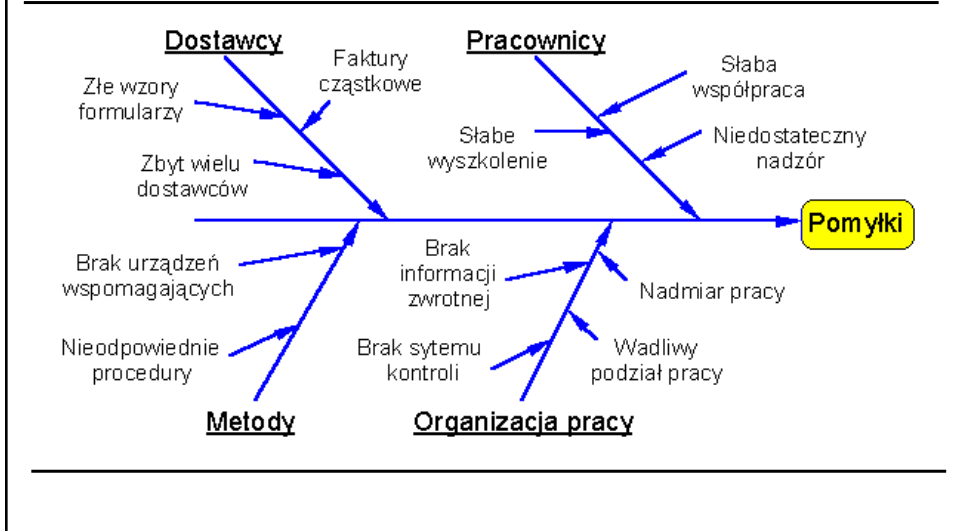 Dostawcy
Pracownicy
Faktury
cząstkowe
Złe wzory
formularzy
Zbyt wielu
dostawców
Słaba
współpraca
Słabe
wyszkolenie
Niedostateczny
nadzór
Pomyłki
Brak urządzeń
wspomagających
Nieodpowiednie
procedury
Brak
informacji
zwrotnej
Nadmiar pracy
Brak sytemu
kontroli
Wadliwy
podział pracy
Metody
Organizacja pracy